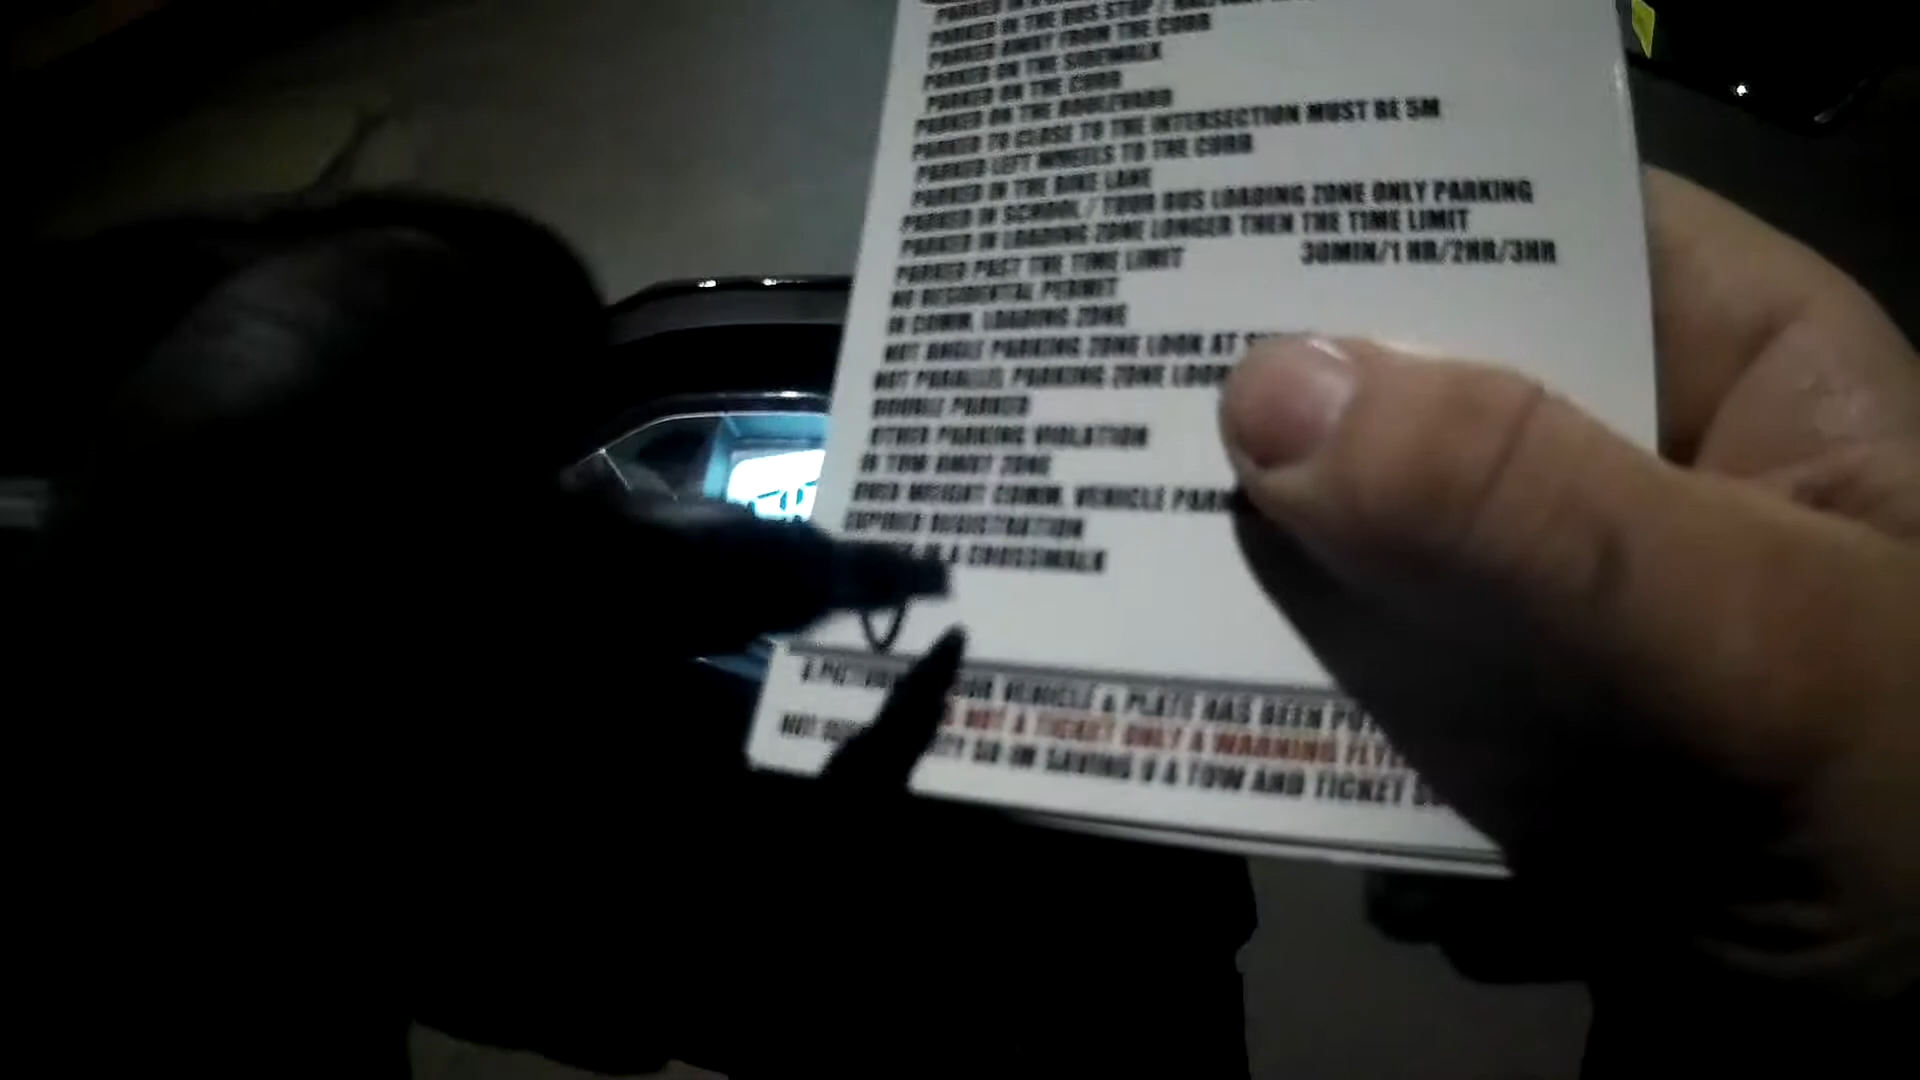 PARKED IN THE BUS STOP /
PARKED AWAY FROM THE CURB
PARKED ON THE SIDEWALK
PARKED ON THE CURB
PARKED ON THE BOULEVARD
PARKED TO CLOSE TO THE INTERSECTION MUST BE 5M
PARKED LEFT WHEELS TO THE CURB
PARKED IN THE BIKE LANE
PARKED IN SCHOOL / TOUR BUS LOADING ZONE ONLY PARKING
PARKED IN LOADING ZONE LONGER THEN THE TIME LIMIT
PARKED PAST THE TIME LIMIT 30MIN/1 HR/2HR/3HR
NO RESIDENTAL PERMIT
IN COMM. LOADING ZONE
NOT ANGLE PARKING ZONE LOOK AT
NOT PARALLEL PARKING ZONE LOOK
DOUBLE PARKED
OTHER PARKING VIOLATION
IN TOW AWAY ZONE
OVER WEIGHT COMM. VEHICLE PARK
EXPIRED REGISTRATION
A CROSSWALK
VEHICLE & PLATE HAS BEEN
NOT A TICKET ONLY A WARNING
SO IM SAVING U A TOW AND TICKET